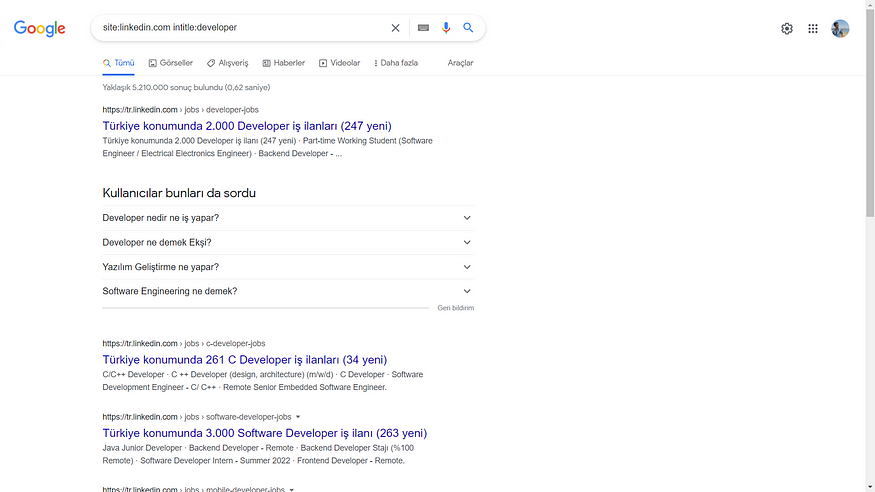 Google
site:linkedin.com intitle:developer
Tümü Görseller Alışveriş Haberler Videolar Daha fazla Araçlar
Yaklaşık 5.210.000 sonuç bulundu (0,62 saniye)
https://tr.linkedin.com › jobs › developer-jobs
Türkiye konumunda 2.000 Developer iş ilanları (247 yeni)
Türkiye konumunda 2.000 Developer iş ilanı (247 yeni) · Part-time Working Student (Software
Engineer / Electrical Electronics Engineer) · Backend Developer - ...
Kullanıcılar bunları da sordu
Developer nedir ne iş yapar?
Developer ne demek Ekşi?
Yazılım Geliştirme ne yapar?
Software Engineering ne demek?
Geri bildirim
https://tr.linkedin.com › jobs › c-developer-jobs
Türkiye konumunda 261 C Developer iş ilanları (34 yeni)
C/C++ Developer · C ++ Developer (design, architecture) (m/w/d) · C Developer · Software
Development Engineer - C/ C++ · Remote Senior Embedded Software Engineer.
https://tr.linkedin.com › jobs › software-developer-jobs
Türkiye konumunda 3.000 Software Developer iş ilanı (263 yeni)
Java Junior Developer · Backend Developer - Remote · Backend Developer Stajı (%100
Remote) · Software Developer Intern - Summer 2022 · Frontend Developer - Remote.
https://tr.linkedin.com › jobs › mobile-developer-jobs